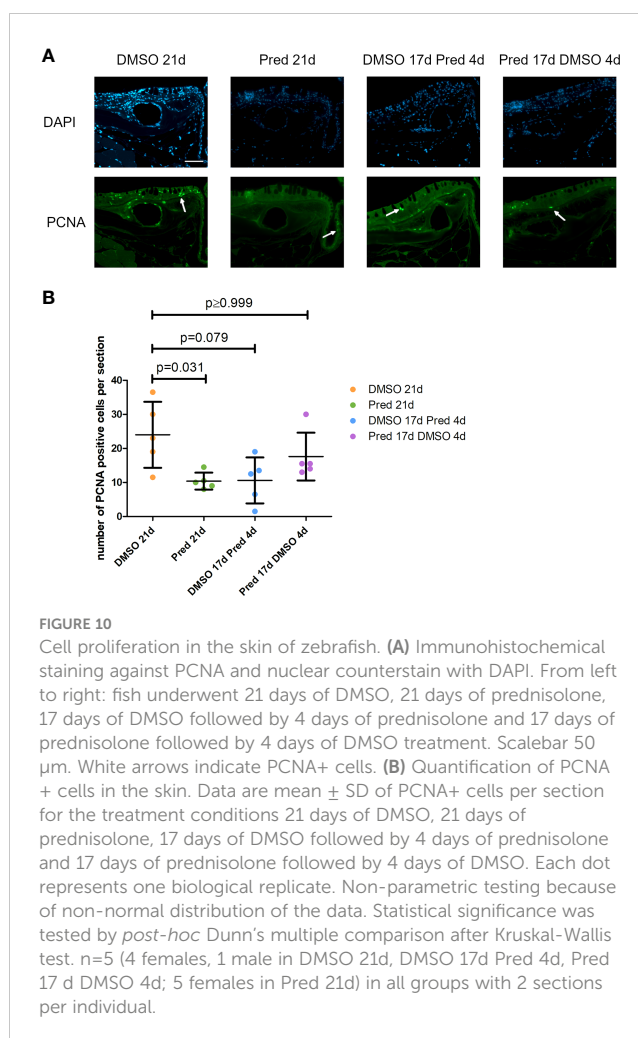 A
DMSO 21d Pred 21d DMSO 17d Pred 4d Pred 17d DMSO 4d
DAPI
PCNA
B
p≥0.999
p=0.079
p=0.031
number of PCNA positive cells per section
40
30
20
10
0
DMSO 21d
Pred 21d
DMSO 17d Pred 4d
Pred 17d DMSO 4d
DMSO 21d
Pred 21d
DMSO 17d Pred 4d
Pred 17d DMSO 4d
FIGURE 10
Cell proliferation in the skin of zebrafish. (A) Immunohistochemical
staining against PCNA and nuclear counterstain with DAPI. From left
to right: fish underwent 21 days of DMSO, 21 days of prednisolone,
17 days of DMSO followed by 4 days of prednisolone and 17 days of
prednisolone followed by 4 days of DMSO treatment. Scalebar 50
µm. White arrows indicate PCNA+ cells. (B) Quantification of PCNA
+ cells in the skin. Data are mean ± SD of PCNA+ cells per section
for the treatment conditions 21 days of DMSO, 21 days of
prednisolone, 17 days of DMSO followed by 4 days of prednisolone
and 17 days of prednisolone followed by 4 days of DMSO. Each dot
represents one biological replicate. Non-parametric testing because
of non-normal distribution of the data. Statistical significance was
tested by post-hoc Dunn's multiple comparison after Kruskal-Wallis
test. n=5 (4 females, 1 male in DMSO 21d, DMSO 17d Pred 4d, Pred
17 d DMSO 4d; 5 females in Pred 21d) in all groups with 2 sections
per individual.